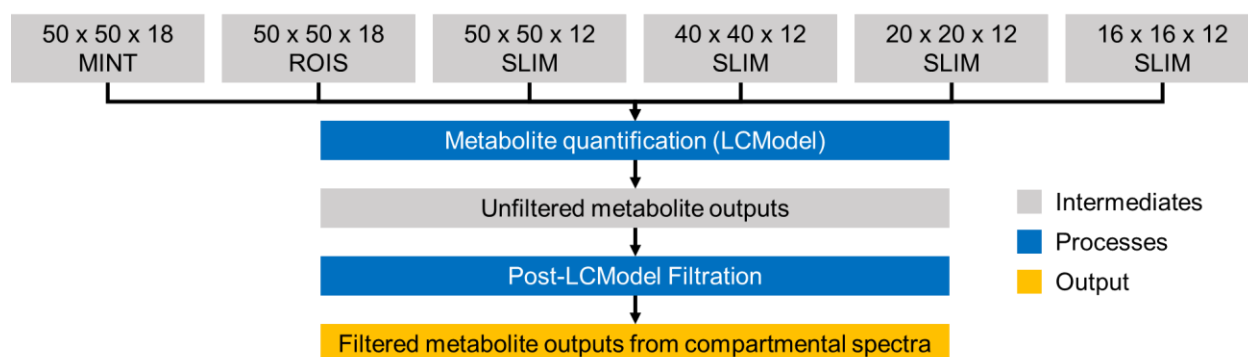 50 x 50 x 18
MINT
50 x 50 x 18
ROIS
50 x 50 x 12
SLIM
40 x 40 x 12
SLIM
20 x 20 x 12
SLIM
16 x 16 x 12
SLIM
Metabolite quantification (LCModel)
Unfiltered metabolite outputs
Post-LCModel Filtration
Filtered metabolite outputs from compartmental spectra
Intermediates
Processes
Output